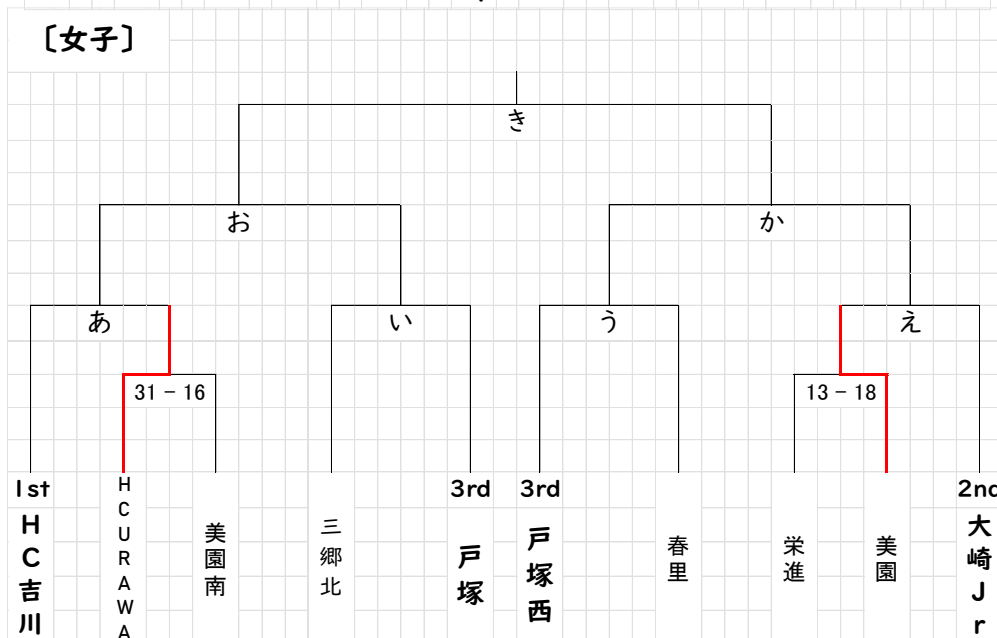 〔女子〕
き
お
か
あ
い
う
え
31 – 16
13 – 18
1st
HC吉川
HCURAWA
美園南
三郷北
3rd
戸塚
3rd
戸塚西
春里
栄進
美園
2nd
大崎Jr